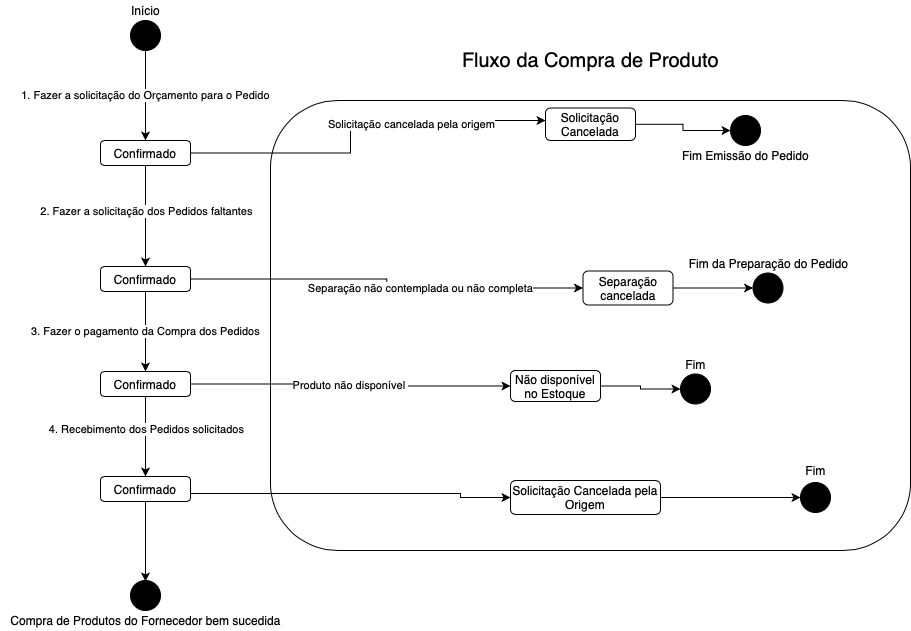 Início
Fluxo da Compra de Produto
1. Fazer a solicitação do Orçamento para o Pedido
Solicitação cancelada pela origem
Solicitação
Cancelada
Confirmado
Fim Emissão do Pedido
2. Fazer a solicitação dos Pedidos faltantes
Fim da Preparação do Pedido
Confirmado
Separação não contemplada ou não completa
Separação
cancelada
3. Fazer o pagamento da Compra dos Pedidos
Fim
Confirmado
Produto não disponível
Não disponível
no Estoque
4. Recebimento dos Pedidos solicitados
Fim
Confirmado
Solicitação Cancelada pela
Origem
Compra de Produtos do Fornecedor bem sucedida